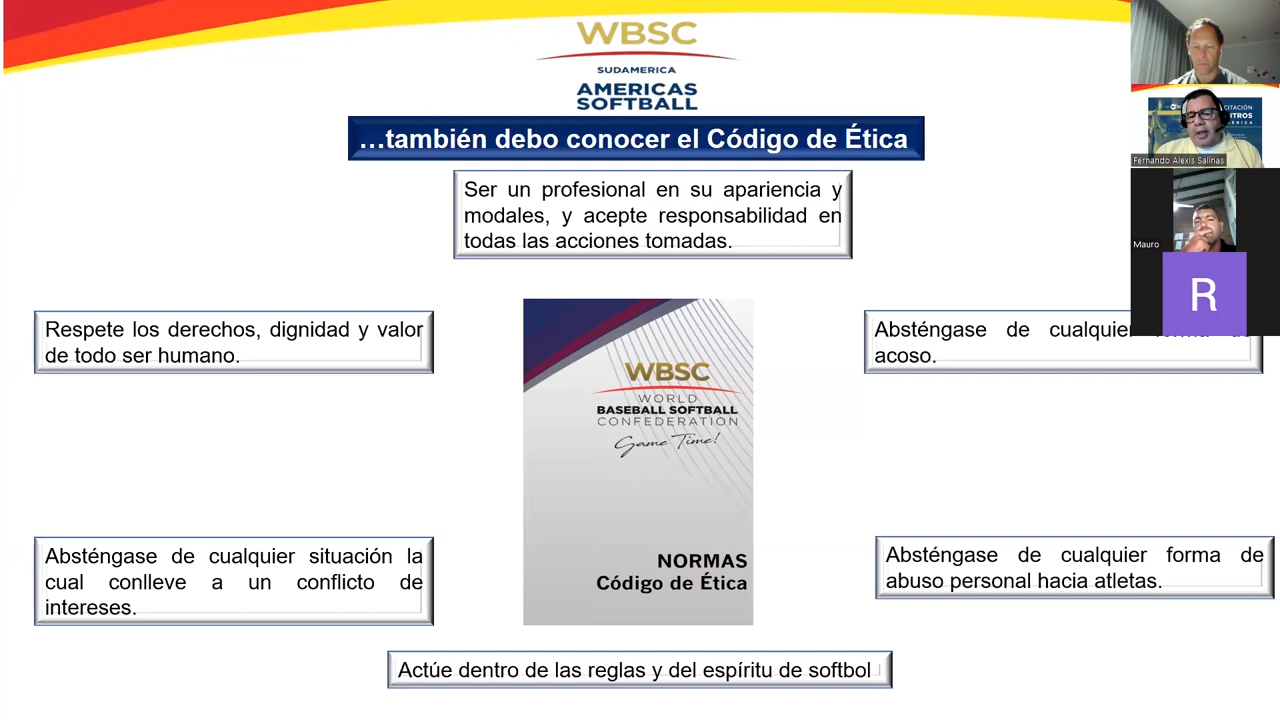 WBSC
SUDAMERICA
AMERICAS
SOFTBALL
…también debo conocer el Código de Ética
Ser un profesional en su apariencia y
modales, y acepte responsabilidad en
todas las acciones tomadas.
Respete los derechos, dignidad y valor
de todo ser humano.
Absténgase de cualquier
acoso.
WBSC
WORLD
BASEBALL SOFTBALL
CONFEDERATION
Game Time!
NORMAS
Código de Ética
Absténgase de cualquier situación la
cual conlleve a un conflicto de
intereses.
Absténgase de cualquier forma de
abuso personal hacia atletas.
Actúe dentro de las reglas y del espíritu de softbol
Fernando Alexis Salinas
Mauro
R